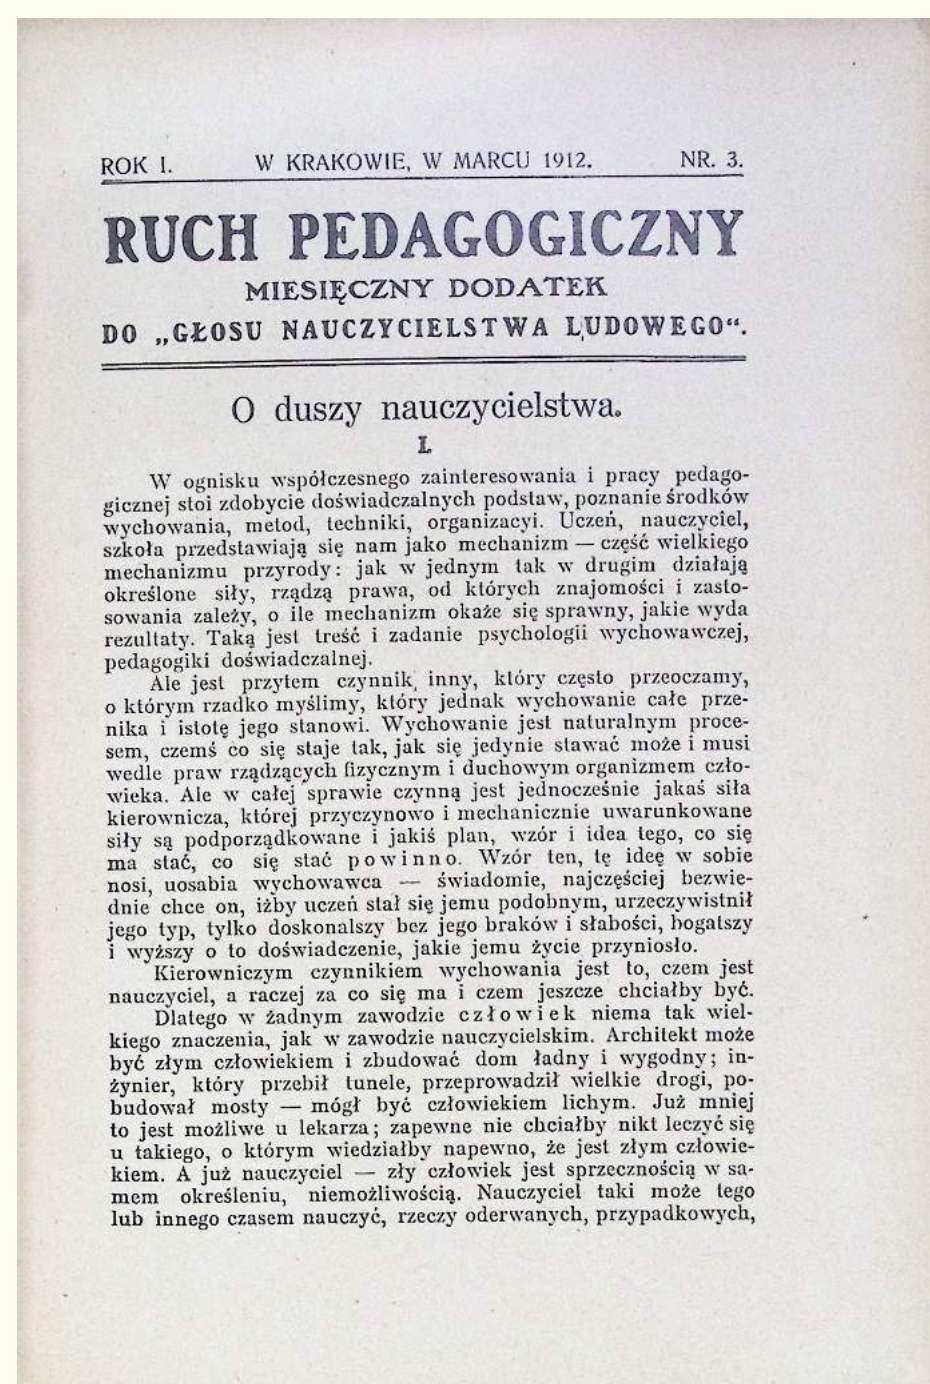 ROK I. W KRAKOWIE, W MARCU 1912. NR. 3.
RUCH PEDAGOGICZNY
MIESIĘCZNY DODATEK
DO „GŁOSU NAUCZYCIELSTWA LUDOWEGO“.
O duszy nauczycielstwa.
I.
W ognisku współczesnego zainteresowania i pracy pedago-
gicznej stoi zdobycie doświadczalnych podstaw, poznanie środków
wychowania, metod, techniki, organizacyi. Uczeń, nauczyciel,
szkoła przedstawiają się nam jako mechanizm — część wielkiego
mechanizmu przyrody: jak w jednym tak w drugim działają
określone siły, rządzą prawa, od których znajomości i zasto-
sowania zależy, o ile mechanizm okaże się sprawny, jakie wyda
rezultaty. Taką jest treść i zadanie psychologii wychowawczej,
pedagogiki doświadczalnej.
Ale jest przytem czynnik inny, który często przeoczamy,
o którym rzadko myślimy, który jednak wychowanie całe prze-
nika i istotę jego stanowi. Wychowanie jest naturalnym proce-
sem, czemś co się staje tak, jak się jedynie stawać może i musi
wedle praw rządzących fizycznym i duchowym organizmem czło-
wieka. Ale w całej sprawie czynną jest jednocześnie jakaś siła
kierownicza, której przyczynowo i mechanicznie uwarunkowane
siły są podporządkowane i jakiś plan, wzór i idea tego, co się
ma stać, co się stać powinno. Wzór ten, tę ideę w sobie
nosi, uosabia wychowawca — świadomie, najczęściej bezwie-
dnie chce on, iżby uczeń stał się jemu podobnym, urzeczywistnił
jego typ, tylko doskonalszy bez jego braków i słabości, bogatszy
i wyższy o to doświadczenie, jakie jemu życie przyniosło.
Kierowniczym czynnikiem wychowania jest to, czem jest
nauczyciel, a raczej za co się ma i czem jeszcze chciałby być.
Dlatego w żadnym zawodzie człowiek niema tak wiel-
kiego znaczenia, jak w zawodzie nauczycielskim. Architekt może
być złym człowiekiem i zbudować dom ładny i wygodny; in-
żynier, który przebił tunele, przeprowadził wielkie drogi, po-
budował mosty — mógł być człowiekiem lichym. Już mniej
to jest możliwe u lekarza; zapewne nie chciałby nikt leczyć się
u takiego, o którym wiedziałby napewno, że jest złym człowie-
kiem. A już nauczyciel — zły człowiek jest sprzecznością w sa-
mem określeniu, niemożliwością. Nauczyciel taki może tego
lub innego czasem nauczyć, rzeczy oderwanych, przypadkowych,